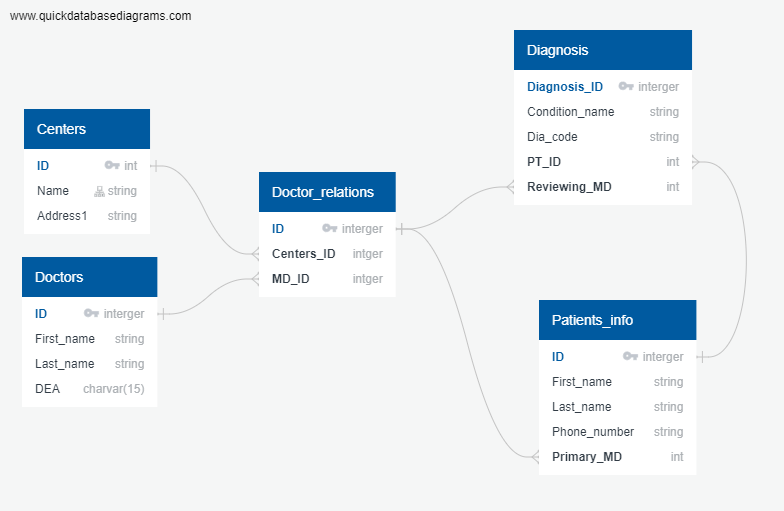 www.quickdatabasediagrams.com
Centers
ID int
Name string
Address1 string
Doctors
ID interger
First_name string
Last_name string
DEA charvar(15)
Doctor_relations
ID interger
Centers_ID intger
MD_ID intger
Diagnosis
Diagnosis_ID interger
Condition_name string
Dia_code string
PT_ID int
Reviewing_MD int
Patients_info
ID interger
First_name string
Last_name string
Phone_number string
Primary_MD int